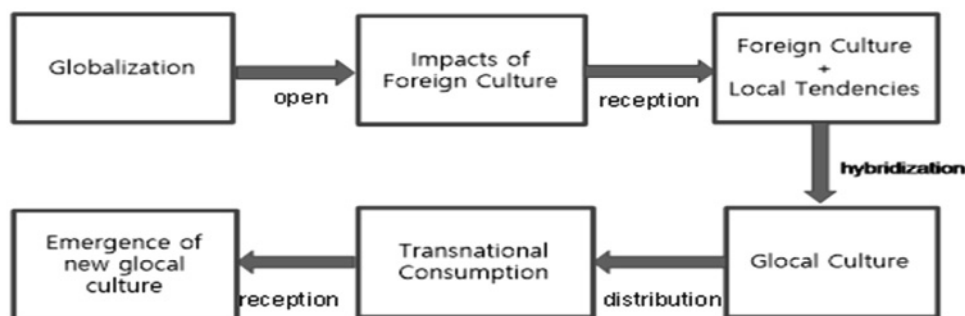 Globalization
open
Impacts of
Foreign Culture
reception
Foreign Culture
+
Local Tendencies
hybridization
Glocal Culture
distribution
Transnational
Consumption
reception
Emergence of
new glocal
culture